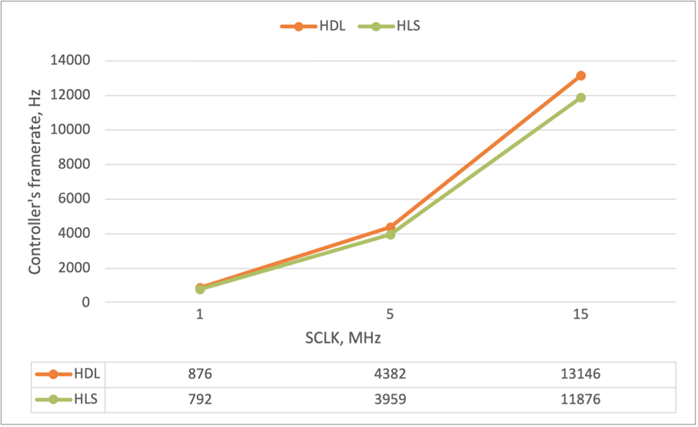 HDL HLS
Controller's framerate, Hz
14000
12000
10000
8000
6000
4000
2000
0
1 5 15
SCLK, MHz
HDL 876 4382 13146
HLS 792 3959 11876